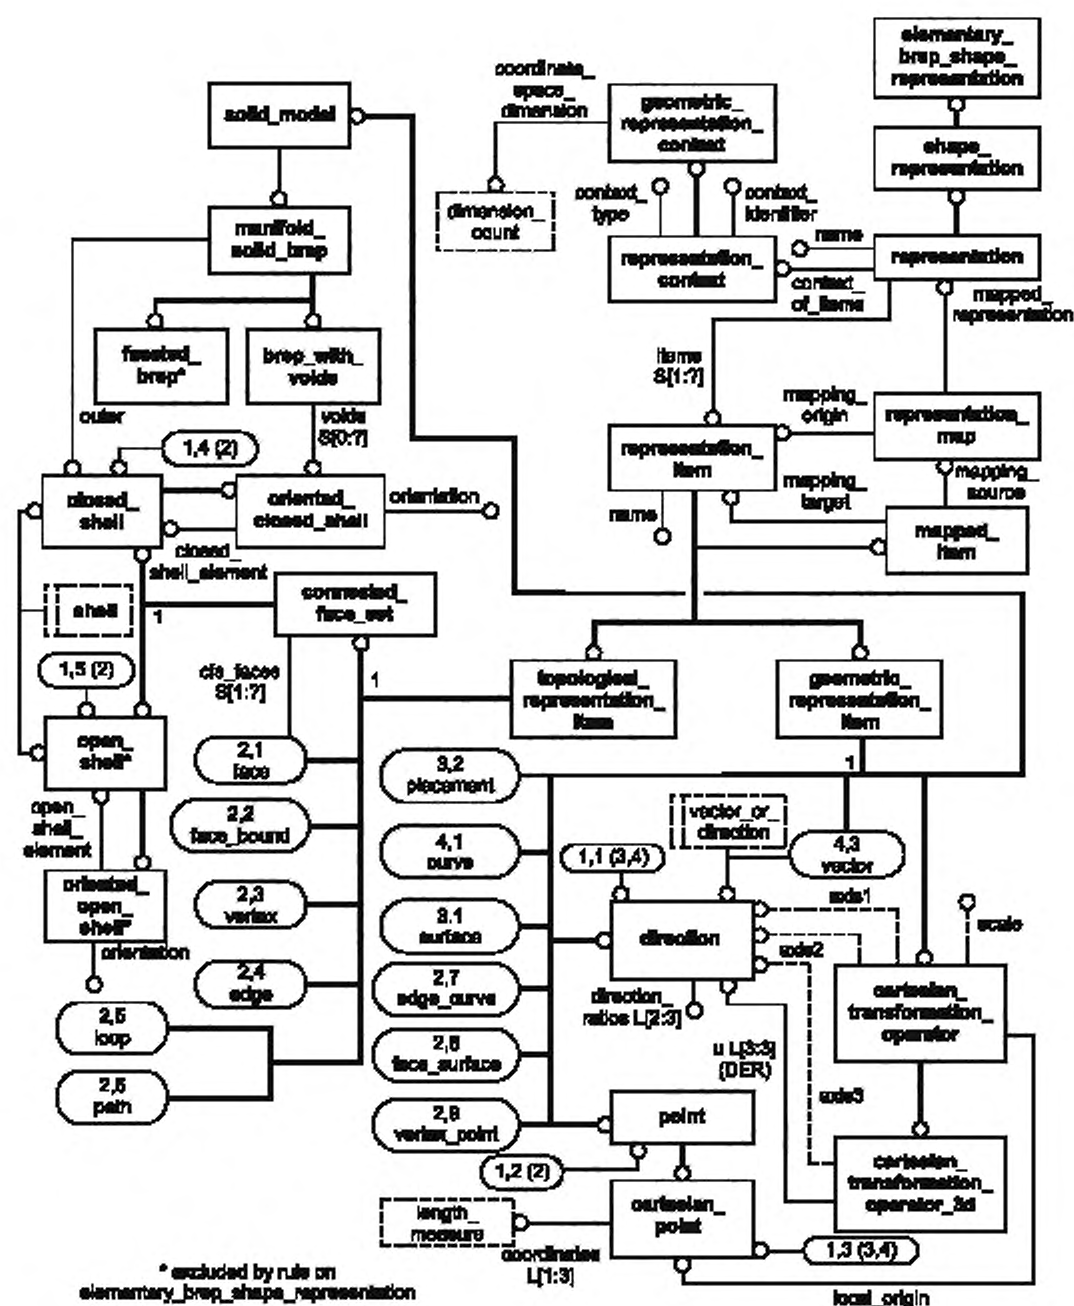 elementary_
brep_shape_
representation
coordinate_
space_
dimension
geometric_
representation_
context
solid_model
shape_
representation
dimension_
count
context_
type
context_
identifier
manifold_
solid_brep
name
representation_
context
representation
context_
of_items
mapped_
representation
faceted_
brep*
brep_with_
voids
items
S[1:?]
mapping_
origin
outer
voids
S[0:?]
representation_
map
1,4 (2)
representation_
item
mapping_
source
closed_
shell
oriented_
closed_shell
orientation
mapping_
target
name
mapped_
item
closed_
shell_element
connected_
face_set
shell
1
1,5 (2)
cfs_faces
S[1:?]
1
topological_
representation_
item
geometric_
representation_
item
open_
shell*
2,1
face
3,2
placement
1
open_
shell_
element
2,2
face_bound
vector_or_
direction
4,1
curve
1,1 (3,4)
4,3
vector
oriented_
open_
shell*
2,3
vertex
axis1
3.1
surface
direction
axis2
scale
orientation
2,4
edge
2,7
edge_curve
direction_
ratios L[2:3]
cartesian_
transformation_
operator
2,5
loop
2,8
face_surface
u L[3:3]
(DER)
2,6
path
2,9
vertex_point
point
axis3
1,2 (2)
cartesian_
transformation_
operator_3d
length_
measure
cartesian_
point
coordinates
L[1:3]
1,3 (3,4)
* excluded by rule on
elementary_brep_shape_representation
local_origin